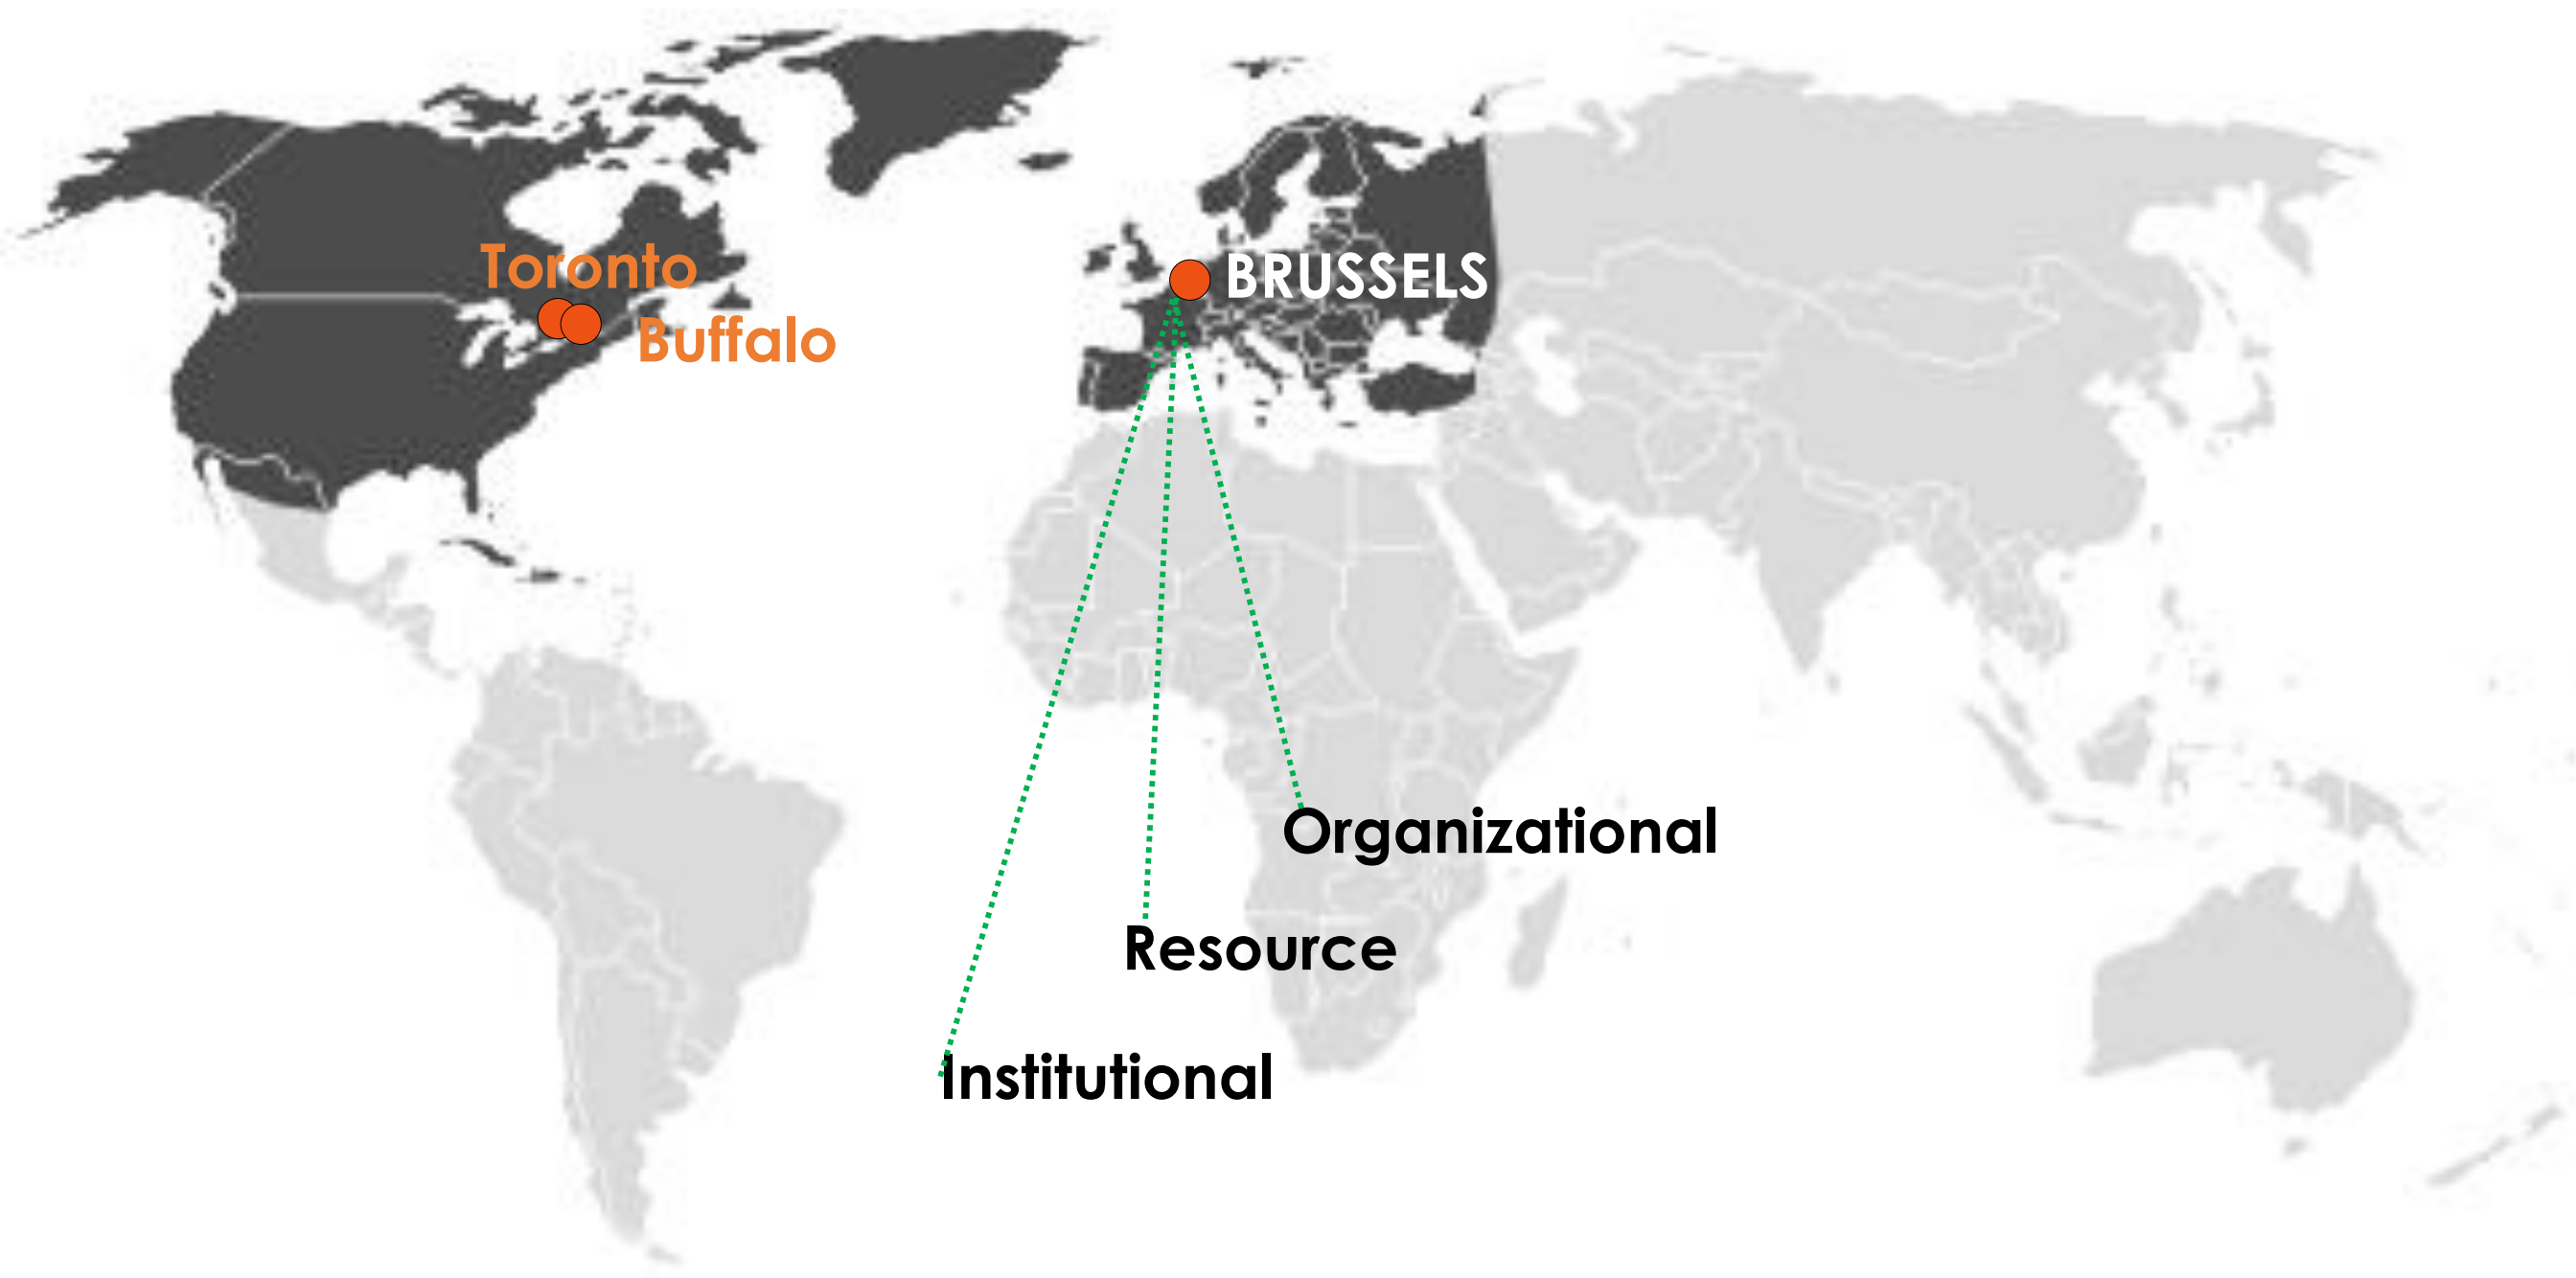 Toronto
BRUSSELS
Buffalo
Organizational
Resource
Institutional